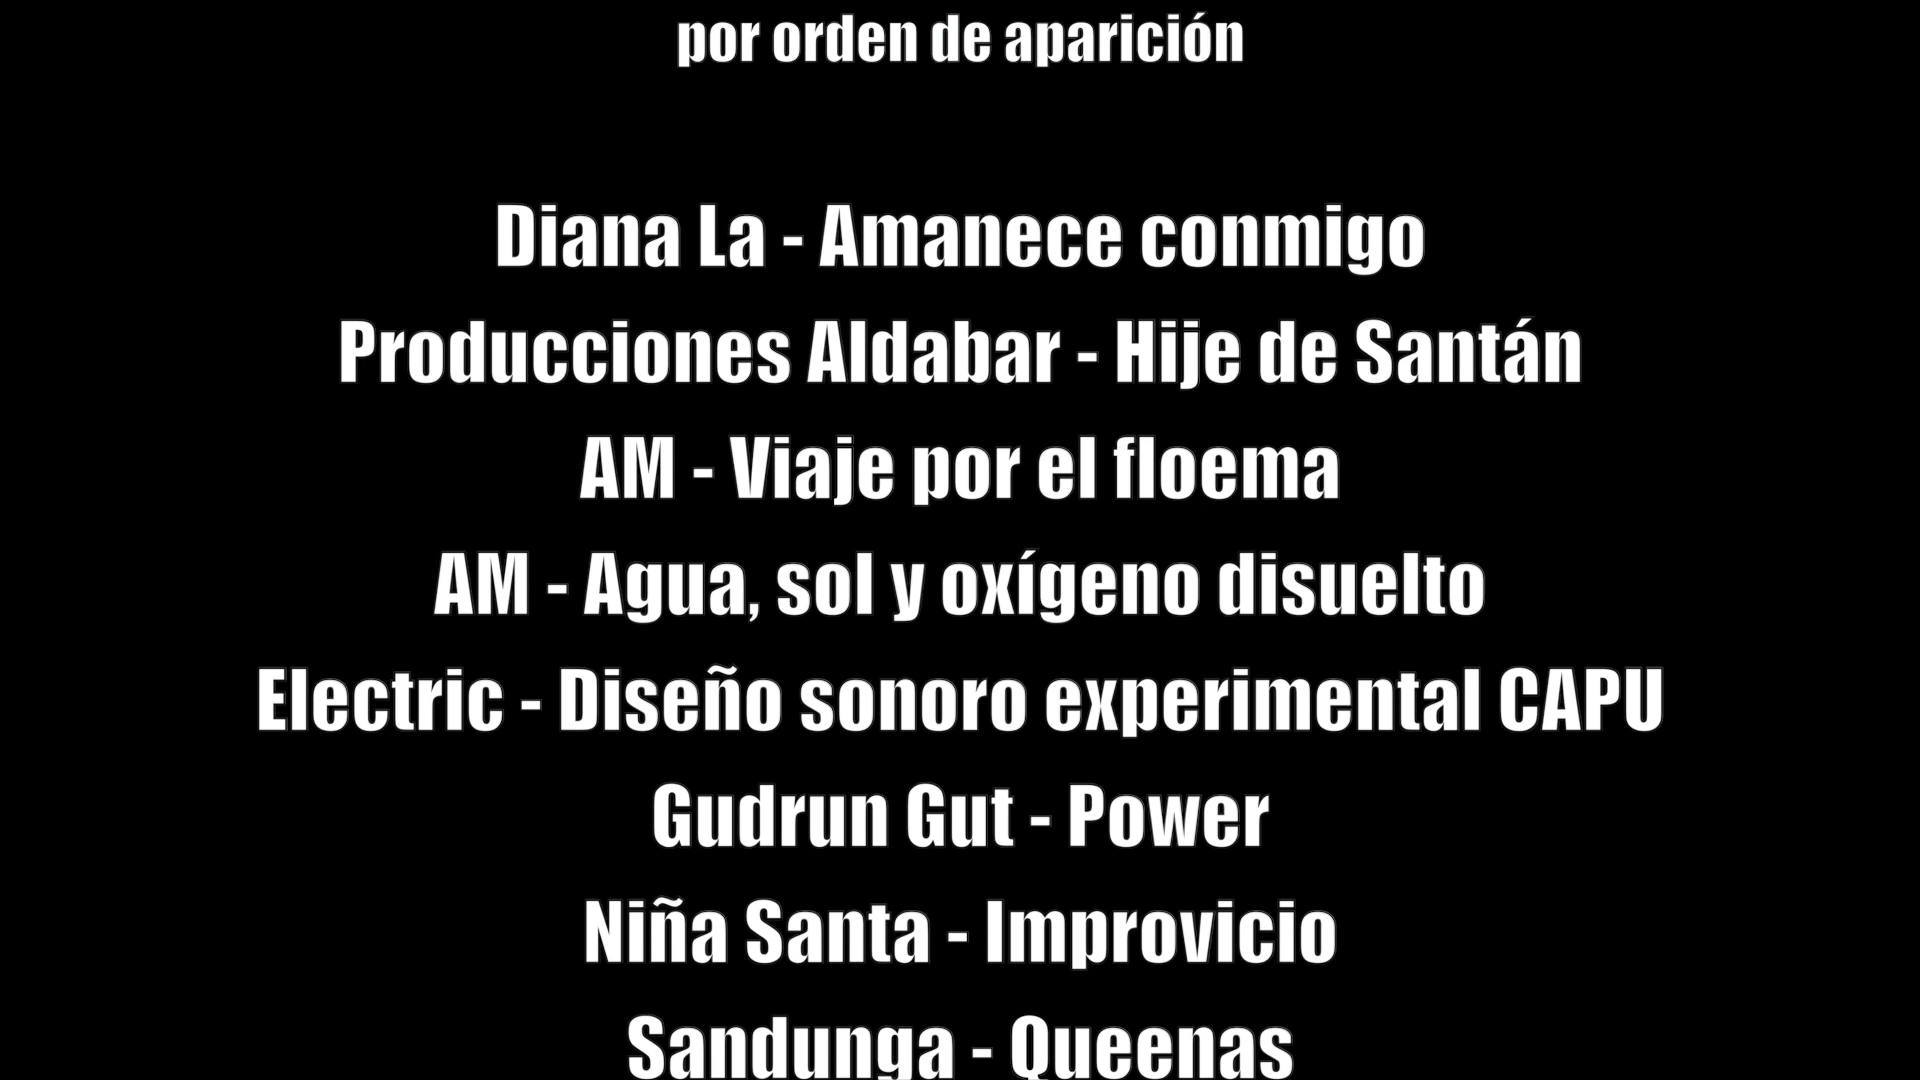 por orden de aparición
Diana La - Amanece conmigo
Producciones Aldabar - Hije de Santán
AM - Viaje por el floema
AM - Agua, sol y oxígeno disuelto
Electric - Diseño sonoro experimental CAPU
Gudrun Gut - Power
Niña Santa - Improvicio
Sandunga - Queenas